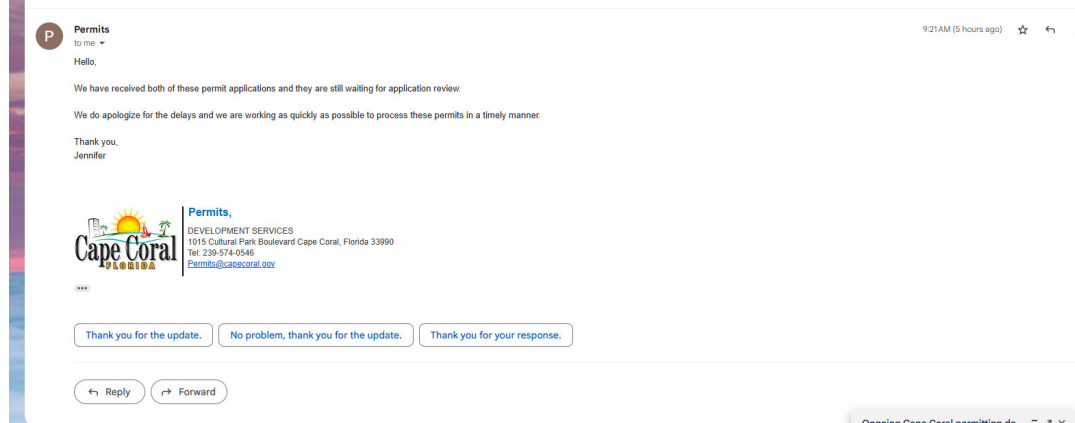 P
Permits
9:21 AM (5 hours ago)
to me
Hello,
We have received both of these permit applications and they are still waiting for application review.
We do apologize for the delays and we are working as quickly as possible to process these permits in a timely manner.
Thank you,
Jennifer
Cape Coral
FLORIDA
Permits,
DEVELOPMENT SERVICES
1015 Cultural Park Boulevard Cape Coral, Florida 33990
Tel: 239-574-0546
Permits@capecoral.gov
Thank you for the update.
No problem, thank you for the update.
Thank you for your response.
Reply
Forward
Ongoing Cape Coral permitting de